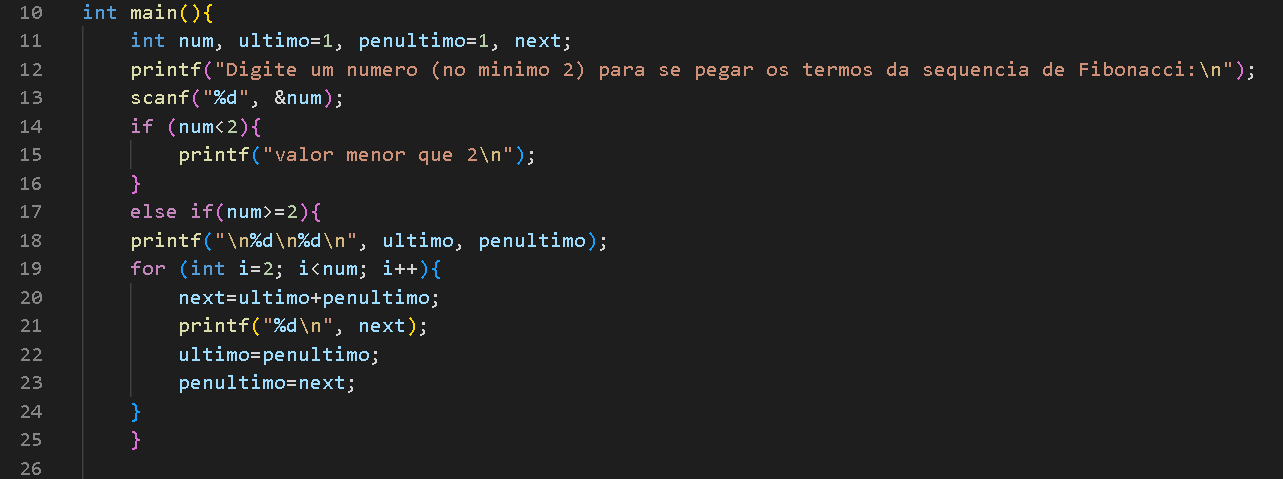 10 int main(){
11 int num, ultimo=1, penultimo=1, next;
12 printf("Digite um numero (no minimo 2) para se pegar os termos da sequencia de Fibonacci:\n");
13 scanf("%d", &num);
14 if (num<2){
15 printf("valor menor que 2\n");
16 }
17 else if(num>=2){
18 printf("\n%d\n%d\n", ultimo, penultimo);
19 for (int i=2; i<num; i++){
20 next=ultimo+penultimo;
21 printf("%d\n", next);
22 ultimo=penultimo;
23 penultimo=next;
24 }
25 }
26